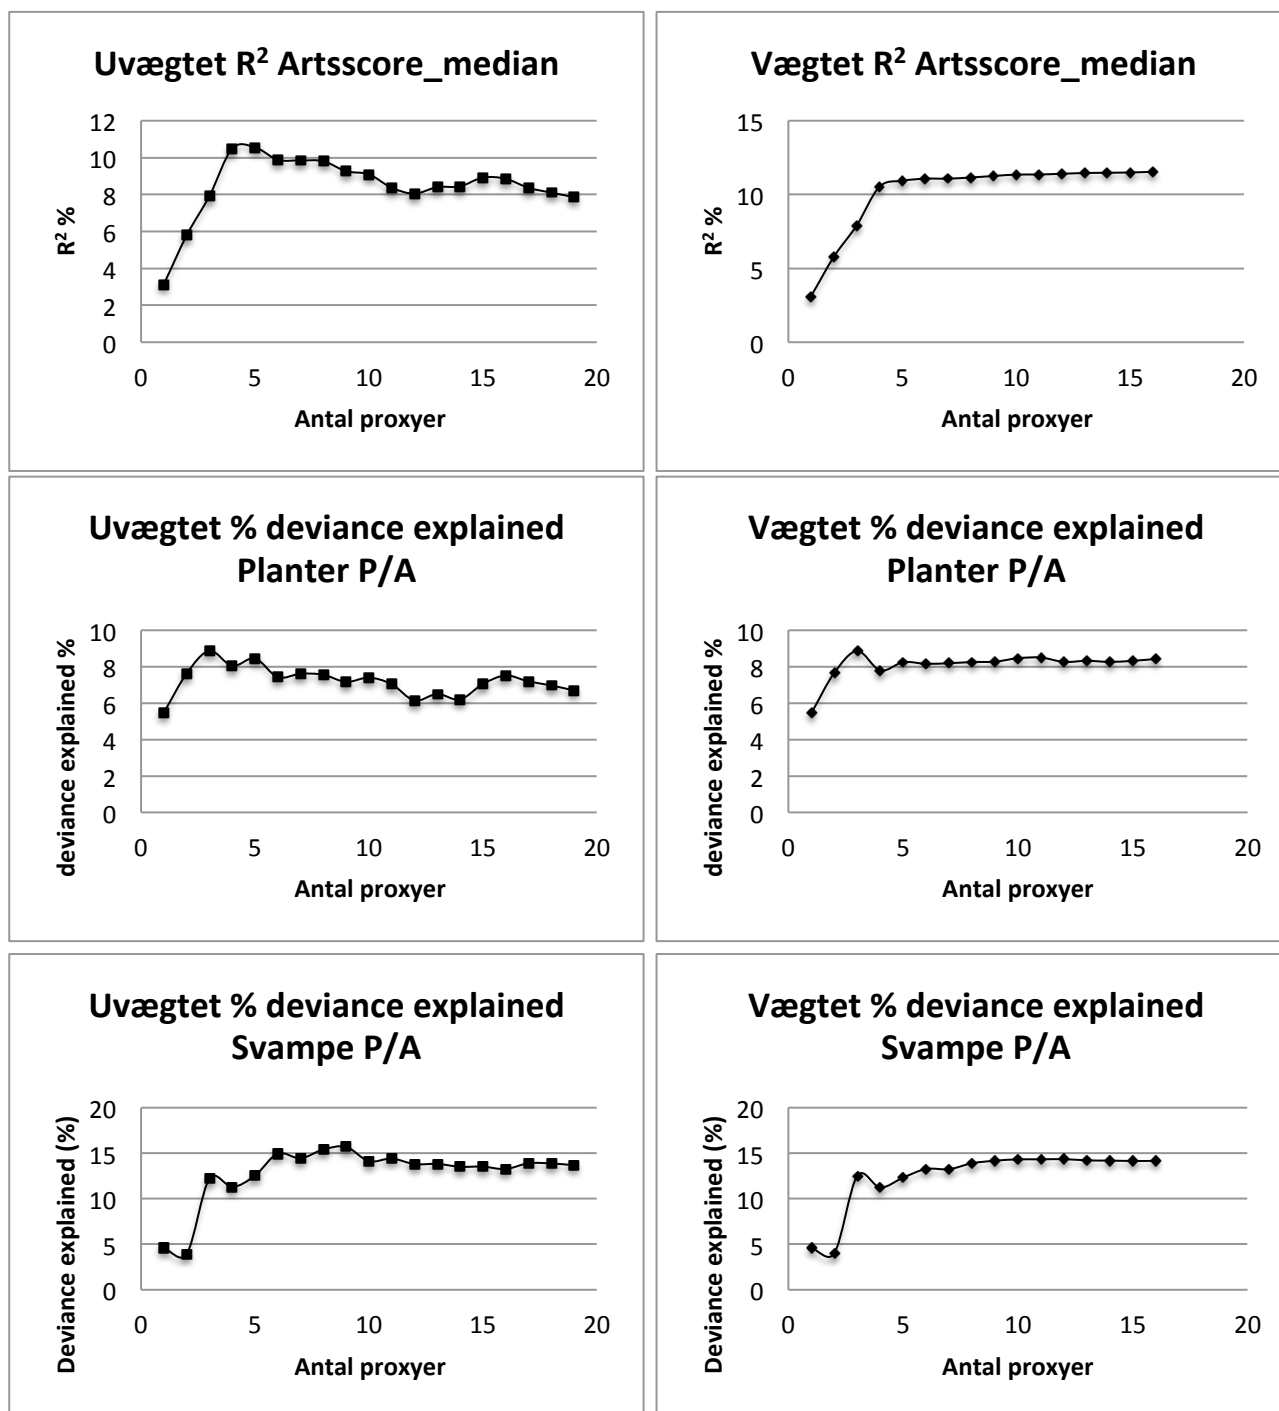 Uvægtet R² Artsscore_median
12
10
8
6
4
2
0
R² %
0 5 10 15 20
Antal proxyer
Vægtet R² Artsscore_median
15
10
5
0
R² %
0 5 10 15 20
Antal proxyer
Uvægtet % deviance explained
Planter P/A
10
8
6
4
2
0
deviance explained %
0 5 10 15 20
Antal proxyer
Vægtet % deviance explained
Planter P/A
10
8
6
4
2
0
deviance explained %
0 5 10 15 20
Antal proxyer
Uvægtet % deviance explained
Svampe P/A
20
15
10
5
0
Deviance explained (%)
0 5 10 15 20
Antal proxyer
Vægtet % deviance explained
Svampe P/A
20
15
10
5
0
Deviance explained (%)
0 5 10 15 20
Antal proxyer